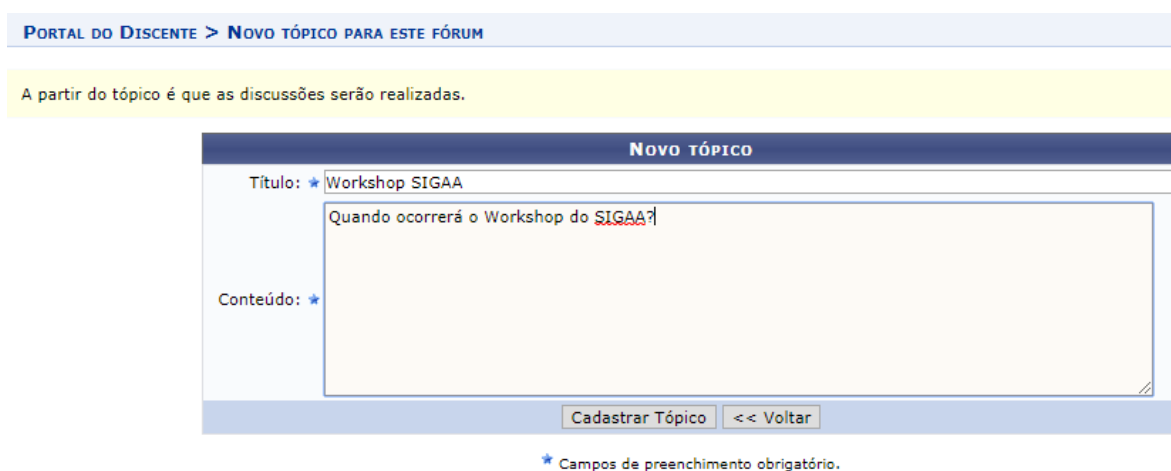 PORTAL DO DISCENTE > NOVO TÓPICO PARA ESTE FÓRUM
A partir do tópico é que as discussões serão realizadas.
NOVO TÓPICO
Título: Workshop SIGAA
Quando ocorrerá o Workshop do SIGAA?
Conteúdo:
Cadastrar Tópico << Voltar
Campos de preenchimento obrigatório.